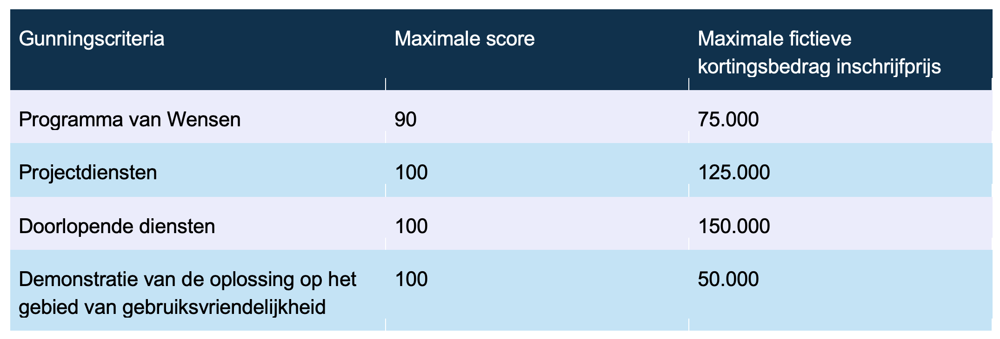 Gunningscriteria
Maximale score
Maximale fictieve
kortingsbedrag inschrijfprijs
Programma van Wensen
90
75.000
Projectdiensten
100
125.000
Doorlopende diensten
100
150.000
Demonstratie van de oplossing op het
gebied van gebruiksvriendelijkheid
100
50.000